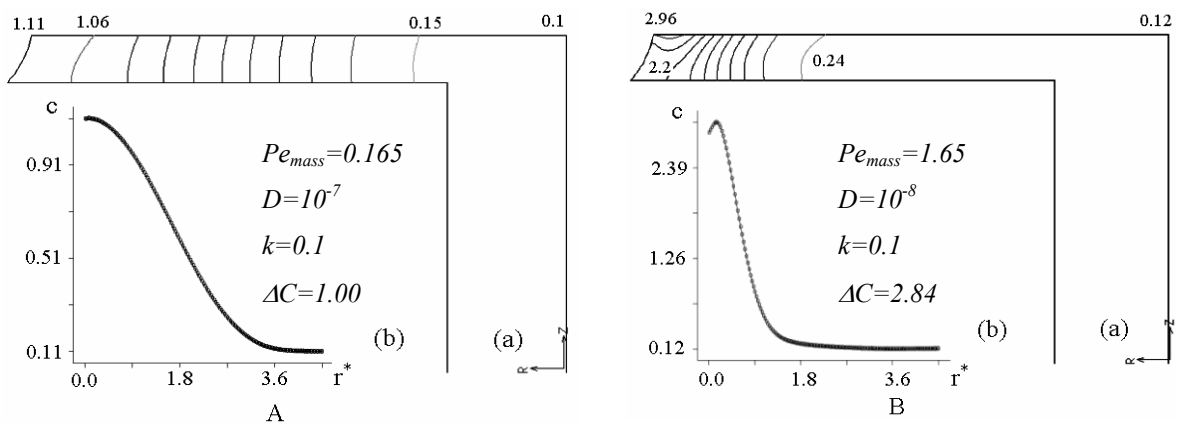 1.11 1.06 0.15 0.1
c
0.91
0.51
0.11
0.0 1.8 3.6 r*
Pe_mass=0.165
D=10^-7
k=0.1
ΔC=1.00
(b) (a)
Z
R
A
2.96 0.12
2.2 0.24
c
2.39
1.26
0.12
0.0 1.8 3.6 r*
Pe_mass=1.65
D=10^-8
k=0.1
ΔC=2.84
(b) (a)
Z
R
B